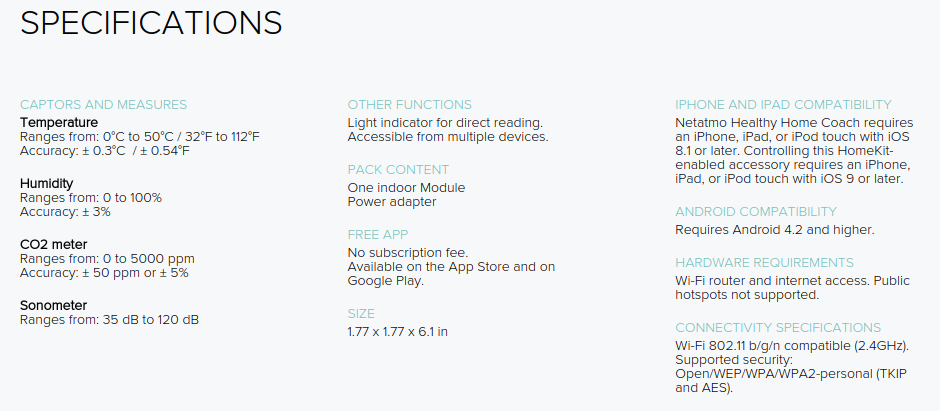 SPECIFICATIONS
CAPTORS AND MEASURES
Temperature
Ranges from: 0°C to 50°C / 32°F to 112°F
Accuracy: ± 0.3°C / ± 0.54°F
Humidity
Ranges from: 0 to 100%
Accuracy: ± 3%
CO2 meter
Ranges from: 0 to 5000 ppm
Accuracy: ± 50 ppm or ± 5%
Sonometer
Ranges from: 35 dB to 120 dB
OTHER FUNCTIONS
Light indicator for direct reading.
Accessible from multiple devices.
PACK CONTENT
One indoor Module
Power adapter
FREE APP
No subscription fee.
Available on the App Store and on
Google Play.
SIZE
1.77 x 1.77 x 6.1 in
IPHONE AND IPAD COMPATIBILITY
Netatmo Healthy Home Coach requires
an iPhone, iPad, or iPod touch with iOS
8.1 or later. Controlling this HomeKit-
enabled accessory requires an iPhone,
iPad, or iPod touch with iOS 9 or later.
ANDROID COMPATIBILITY
Requires Android 4.2 and higher.
HARDWARE REQUIREMENTS
Wi-Fi router and internet access. Public
hotspots not supported.
CONNECTIVITY SPECIFICATIONS
Wi-Fi 802.11 b/g/n compatible (2.4GHz).
Supported security:
Open/WEP/WPA/WPA2-personal (TKIP
and AES).